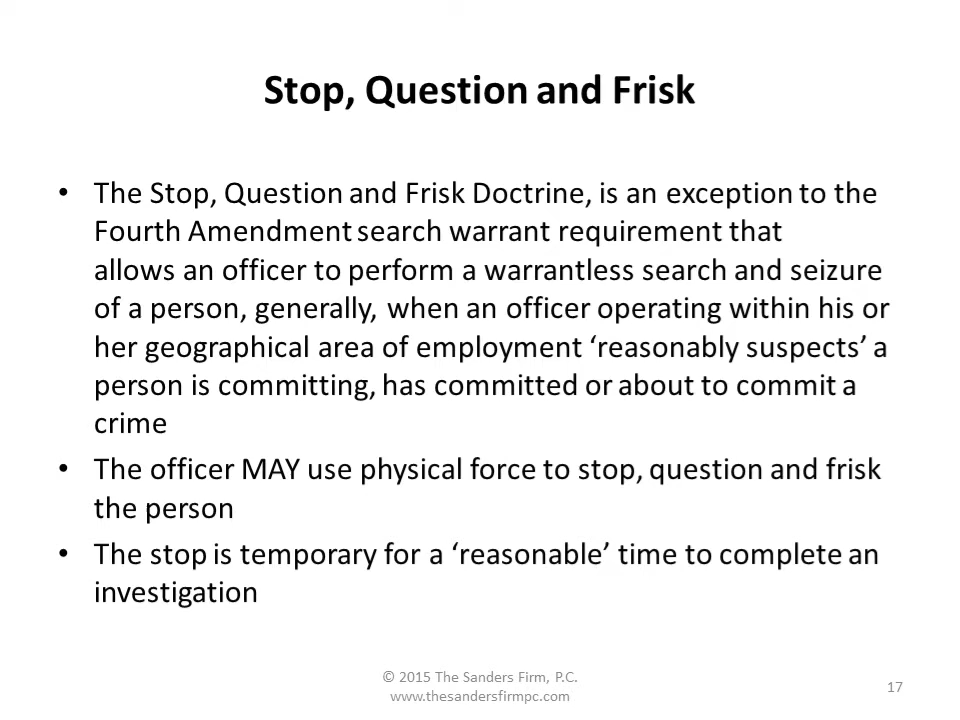 Stop, Question and Frisk
• The Stop, Question and Frisk Doctrine, is an exception to the
Fourth Amendment search warrant requirement that
allows an officer to perform a warrantless search and seizure
of a person, generally, when an officer operating within his or
her geographical area of employment ‘reasonably suspects’ a
person is committing, has committed or about to commit a
crime
• The officer MAY use physical force to stop, question and frisk
the person
• The stop is temporary for a ‘reasonable’ time to complete an
investigation
© 2015 The Sanders Firm, P.C.
www.thesandersfirmpc.com
17